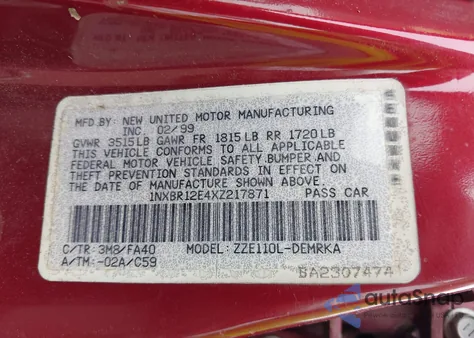 MFD. BY: NEW UNITED MOTOR MANUFACTURING
INC. 02/99
GVWR 3515LB GAWR FR 1815LB RR 1720LB
THIS VEHICLE CONFORMS TO ALL APPLICABLE
FEDERAL MOTOR VEHICLE SAFETY BUMPER AND
THEFT PREVENTION STANDARDS IN EFFECT ON
THE DATE OF MANUFACTURE SHOWN ABOVE.
1NXBR12E4XZ217871 PASS CAR
C/TR: 3M8/FA40 MODEL: ZZE110L-DEMRKA
A/TM: -02A/C59
BA2307474
autoSnap